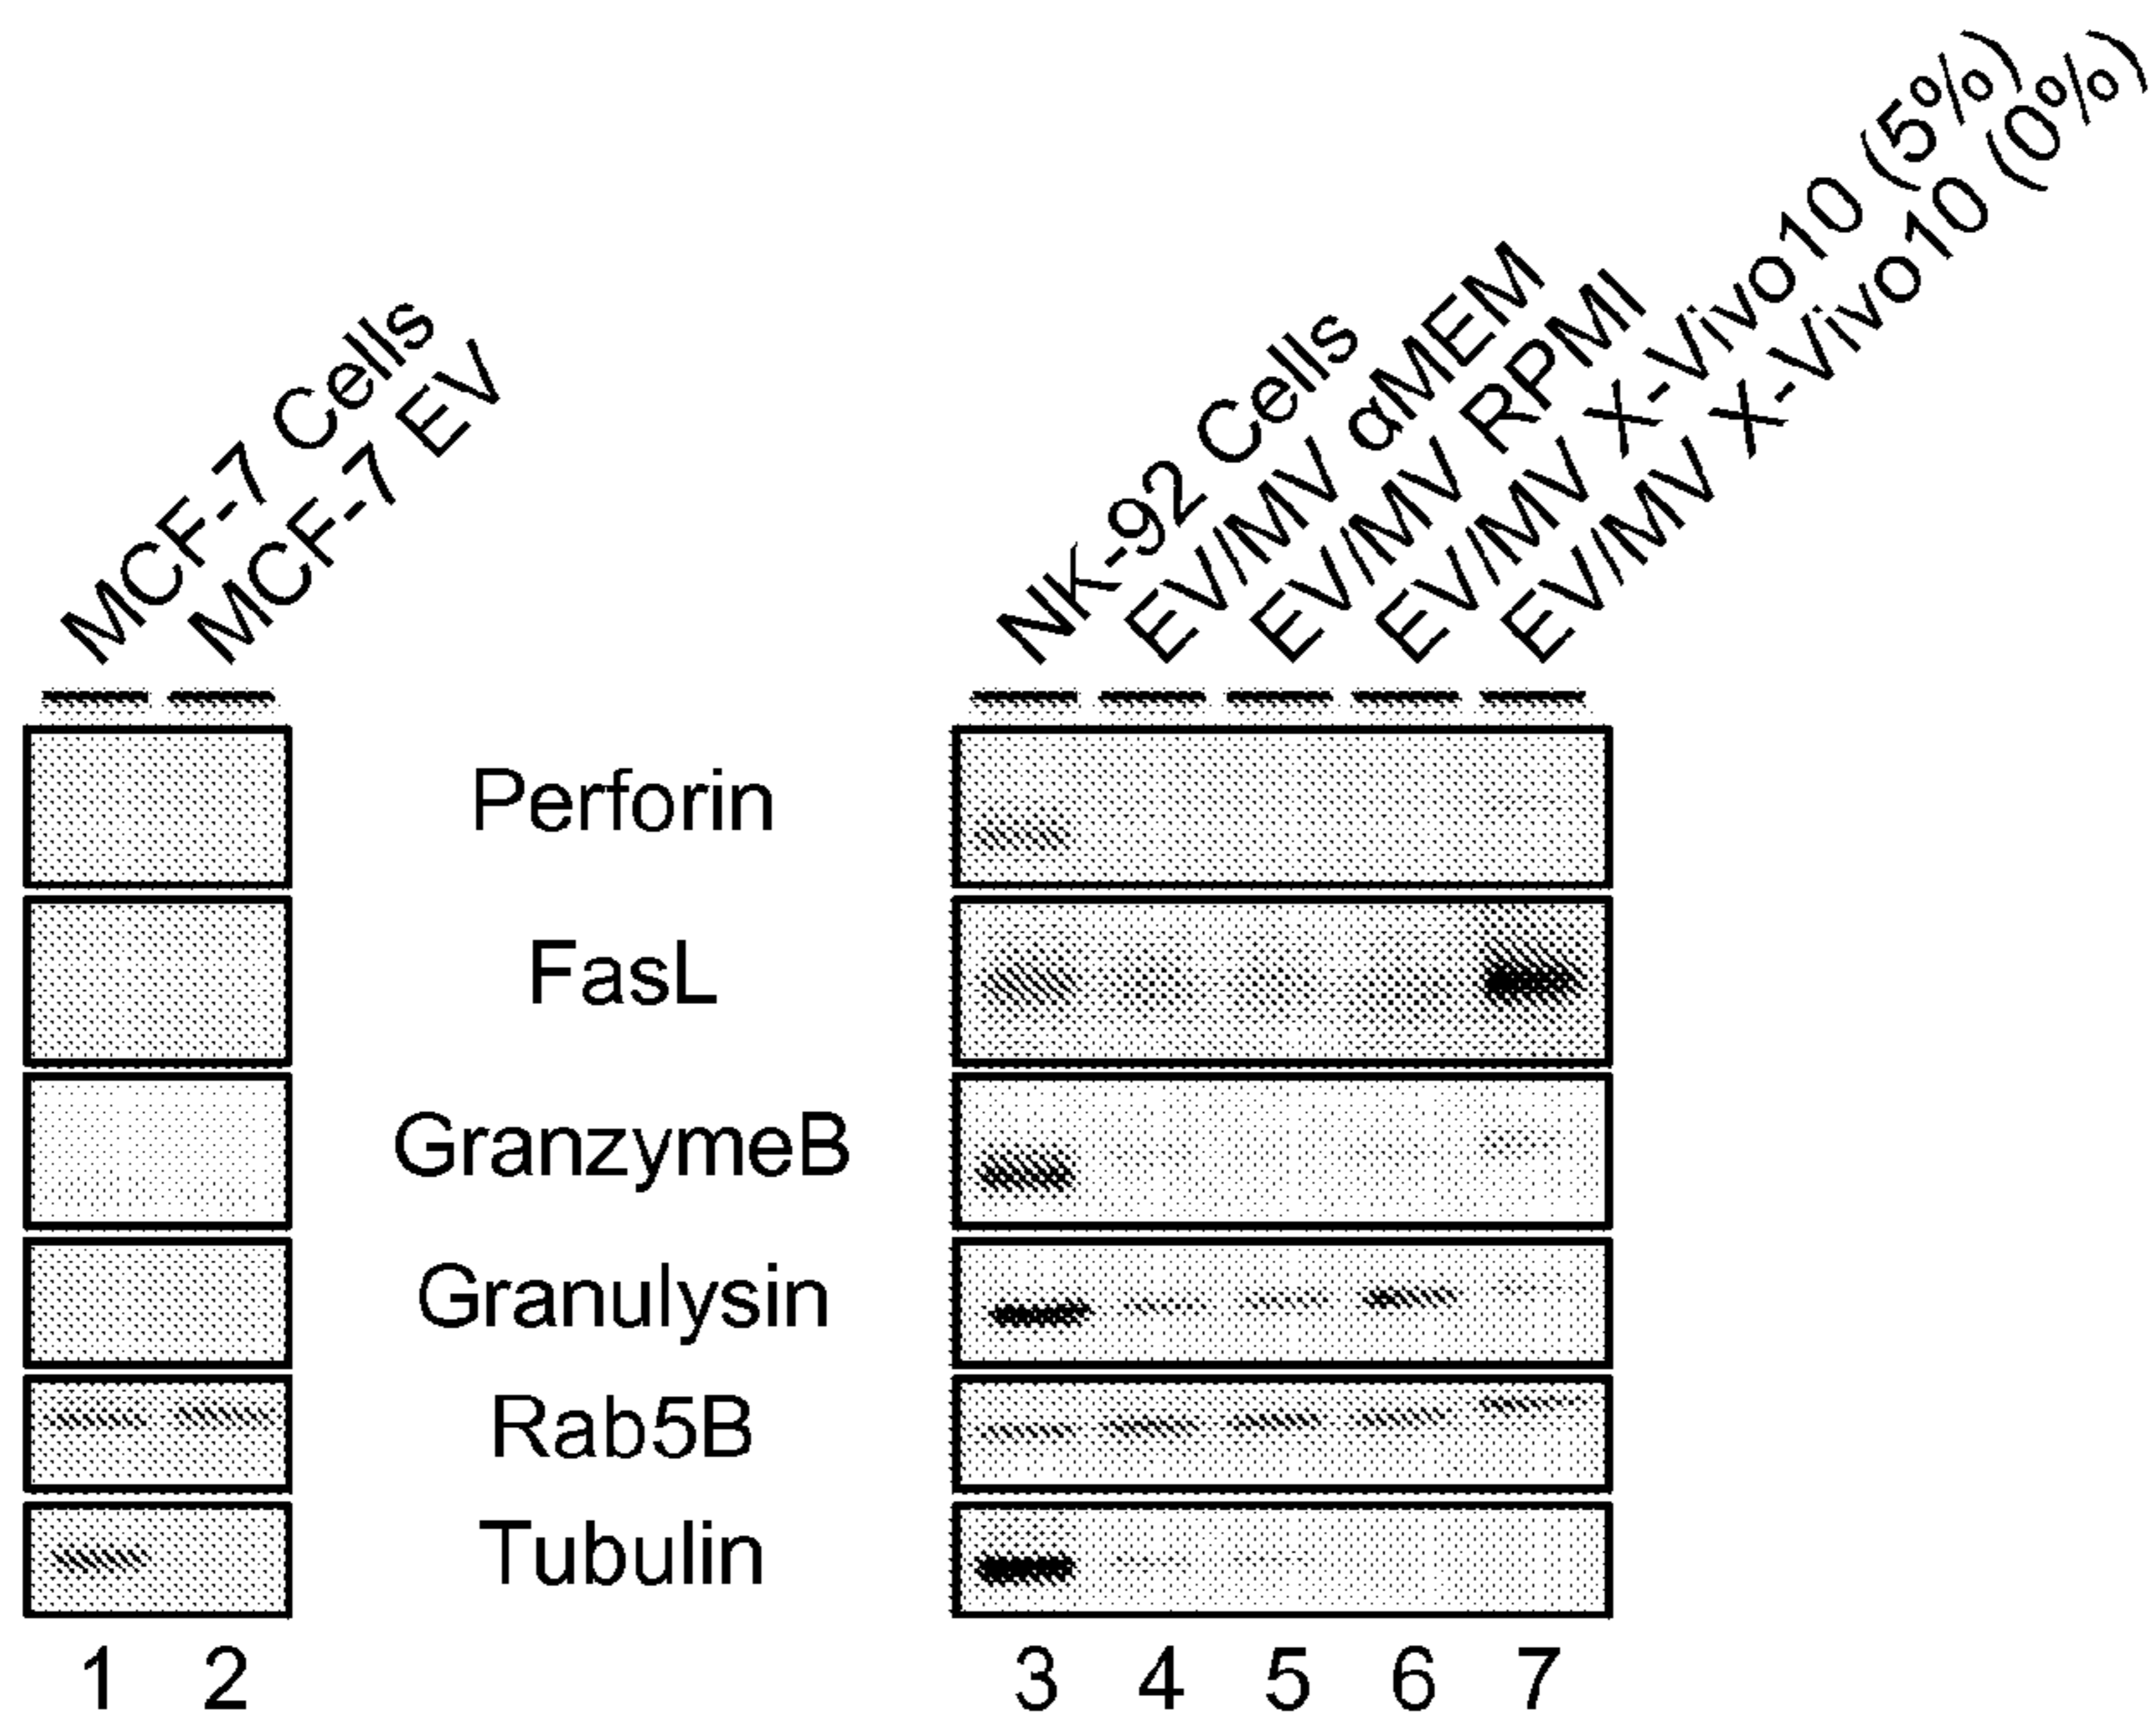 MCF-7 Cells
MCF-7 EV
NK-92 Cells
EV/MV αMEM
EV/MV RPMI
EV/MV X-Vivo10 (5%)
EV/MV X-Vivo10 (0%)
Perforin
FasL
GranzymeB
Granulysin
Rab5B
Tubulin
1 2 3 4 5 6 7